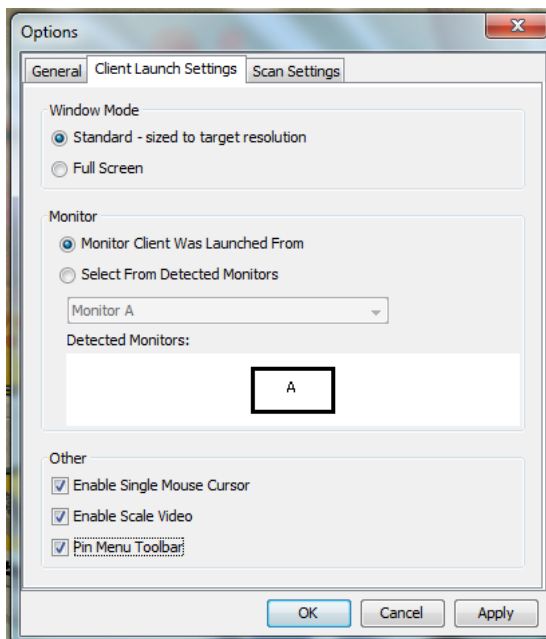 Options
General Client Launch Settings Scan Settings
Window Mode
Standard - sized to target resolution
Full Screen
Monitor
Monitor Client Was Launched From
Select From Detected Monitors
Monitor A
Detected Monitors:
A
Other
Enable Single Mouse Cursor
Enable Scale Video
Pin Menu Toolbar
OK Cancel Apply